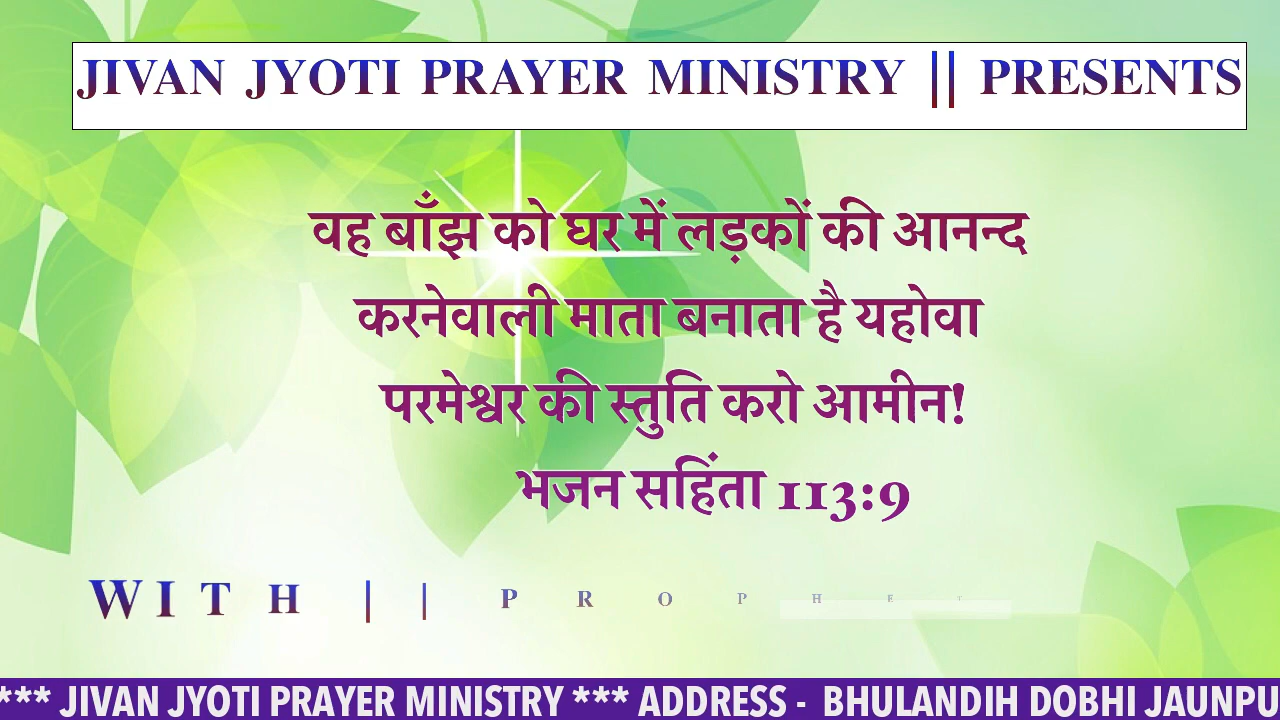 JIVAN JYOTI PRAYER MINISTRY || PRESENTS
वह बाँझ को घर में लड़कों की आनन्द
करनेवाली माता बनाता है यहोवा
परमेश्वर की स्तुति करो आमीन!
भजन सहिंता 113:9
WITH || PROPHET
*** JIVAN JYOTI PRAYER MINISTRY *** ADDRESS - BHULANDIH DOBHI JAUNPU